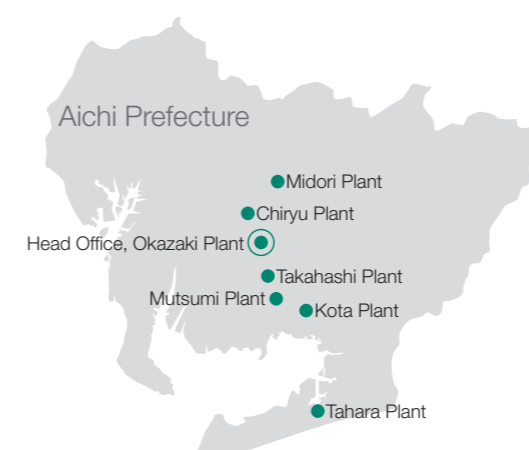 Aichi Prefecture
Midori Plant
Chiryu Plant
Head Office, Okazaki Plant
Takahashi Plant
Mutsumi Plant
Kota Plant
Tahara Plant